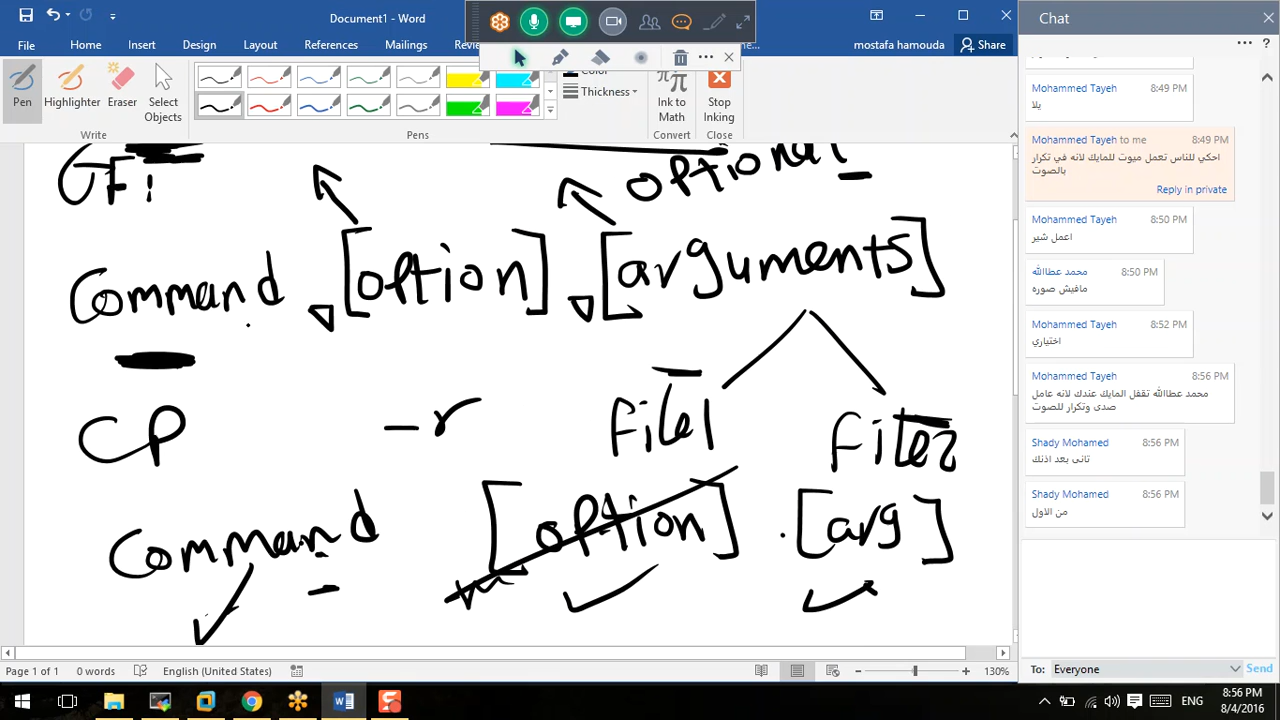 Document1 - Word
mostafa hamouda
Share
File Home Insert Design Layout References Mailings
Pen Highlighter Eraser Select Objects
Write
Pens
Color
Thickness
Ink to Math
Convert
Stop Inking
Close
optional
Command [option] [arguments]
CP -r File1 File2
Command [option] [arg]
Page 1 of 1 0 words English (United States) 130%
Chat
Mohammed Tayeh 8:49 PM
يلا
Mohammed Tayeh to me 8:49 PM
احكي للناس تعمل ميوت للمايك لانه في تكرار
بالصوت
Reply in private
Mohammed Tayeh 8:50 PM
اعمل شير
محمد عطاالله 8:50 PM
مافيش صوره
Mohammed Tayeh 8:52 PM
اختياري
Mohammed Tayeh 8:56 PM
محمد عطاالله تقفل المايك عندك لانه عامل
صدى وتكرار للصوت
Shady Mohamed 8:56 PM
تانى بعد اذنك
Shady Mohamed 8:56 PM
من الاول
To: Everyone Send
ENG
8:56 PM
8/4/2016